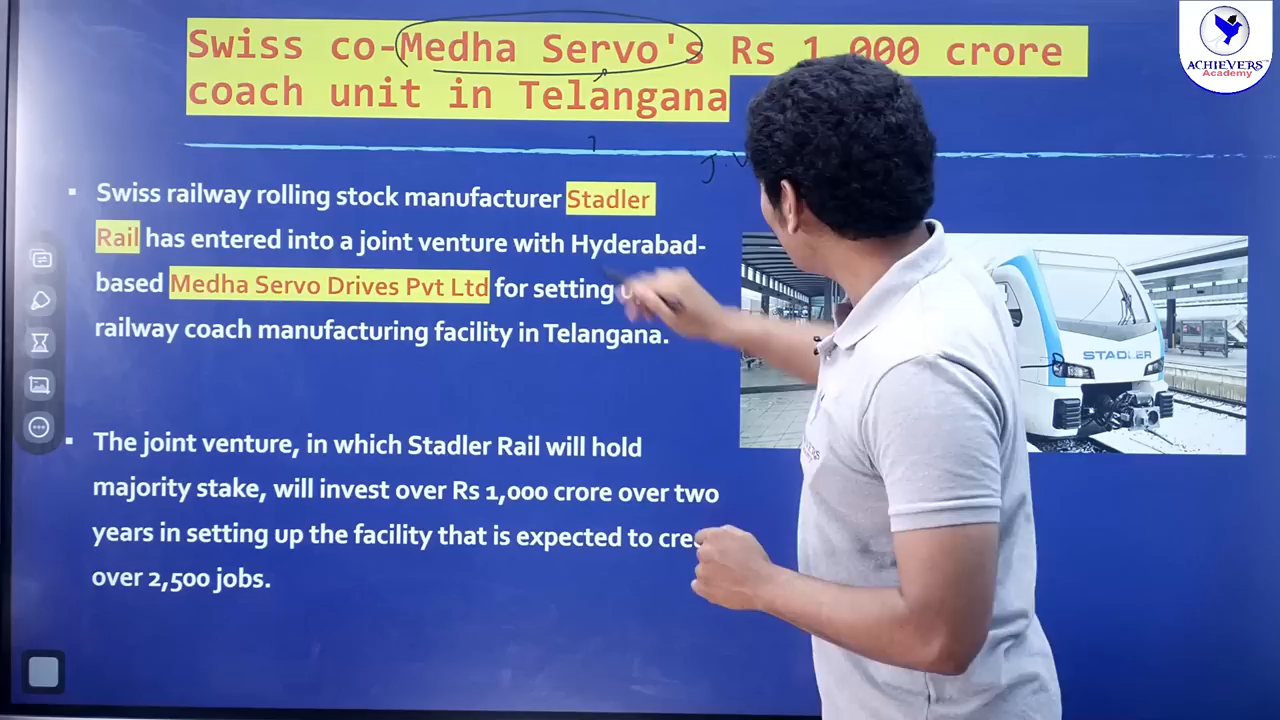 Swiss co-Medha Servo's Rs 1,000 crore
coach unit in Telangana
ACHIEVERS
Academy
J.V
Swiss railway rolling stock manufacturer Stadler
Rail has entered into a joint venture with Hyderabad-
based Medha Servo Drives Pvt Ltd for setting
railway coach manufacturing facility in Telangana.
STADLER
The joint venture, in which Stadler Rail will hold
majority stake, will invest over Rs 1,000 crore over two
years in setting up the facility that is expected to cre
over 2,500 jobs.